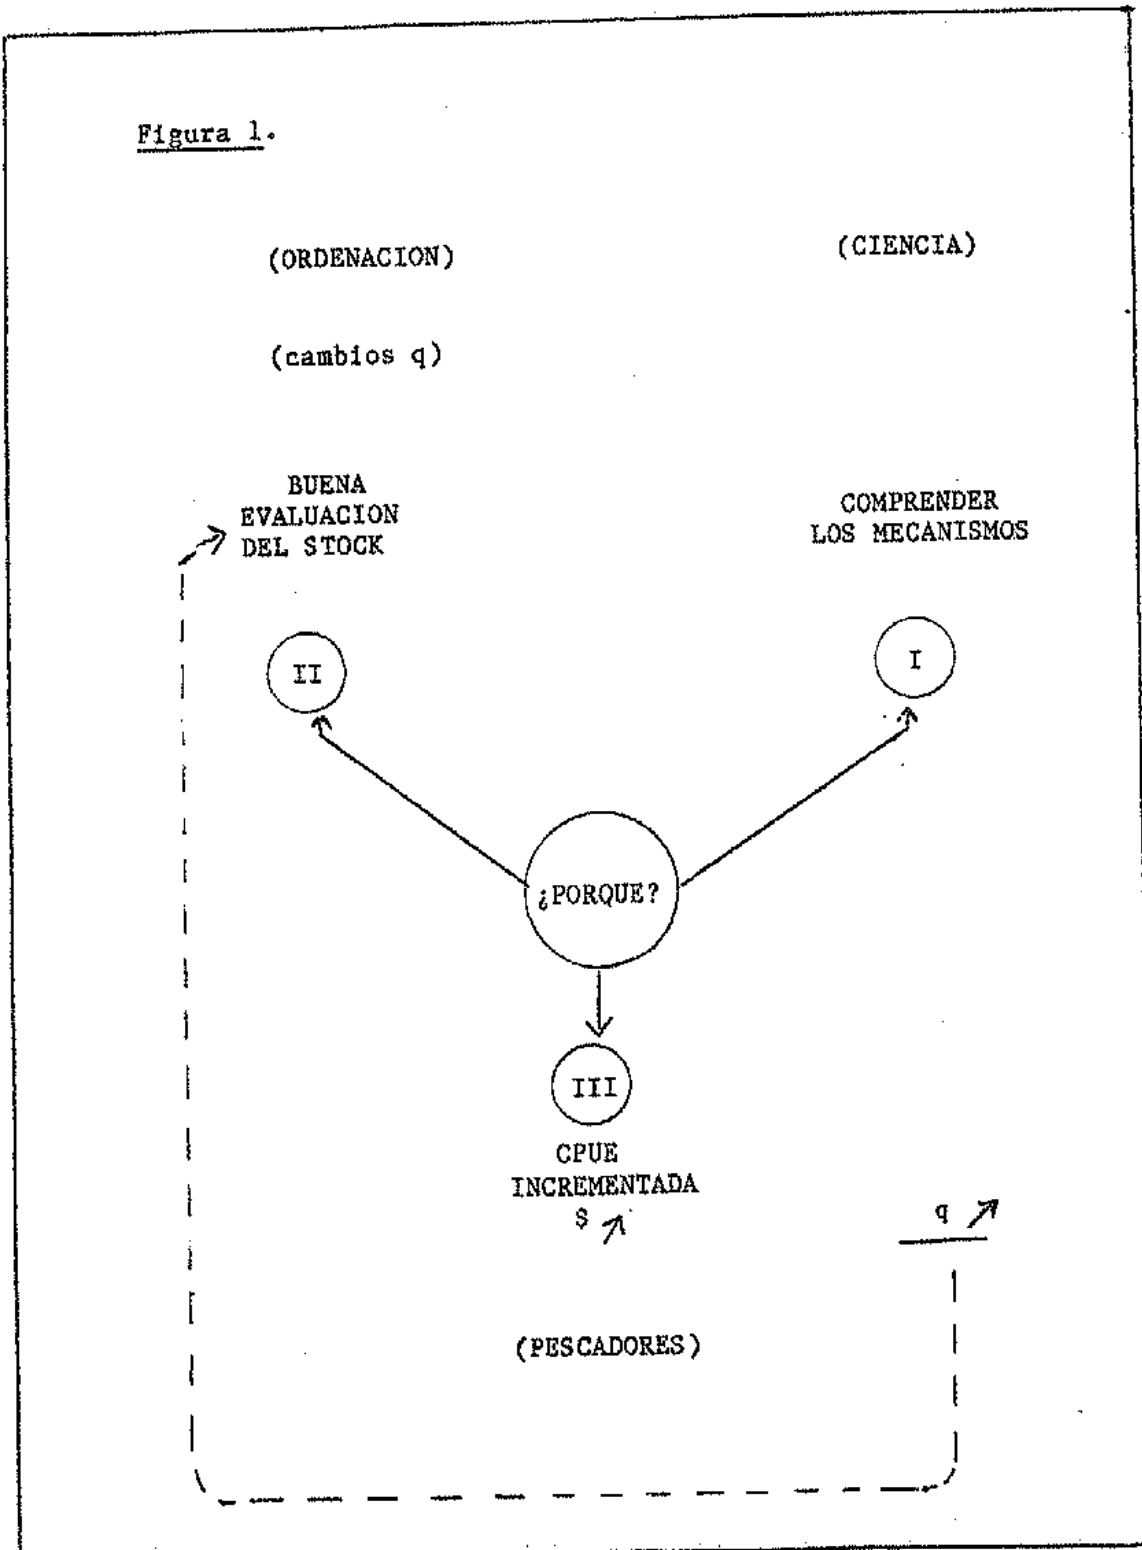 Figura 1.
(ORDENACION)
(CIENCIA)
(cambios q)
BUENA
EVALUACION
DEL STOCK
COMPRENDER
LOS MECANISMOS
II
I
¿PORQUE?
III
CPUE
INCREMENTADA
$
q
(PESCADORES)